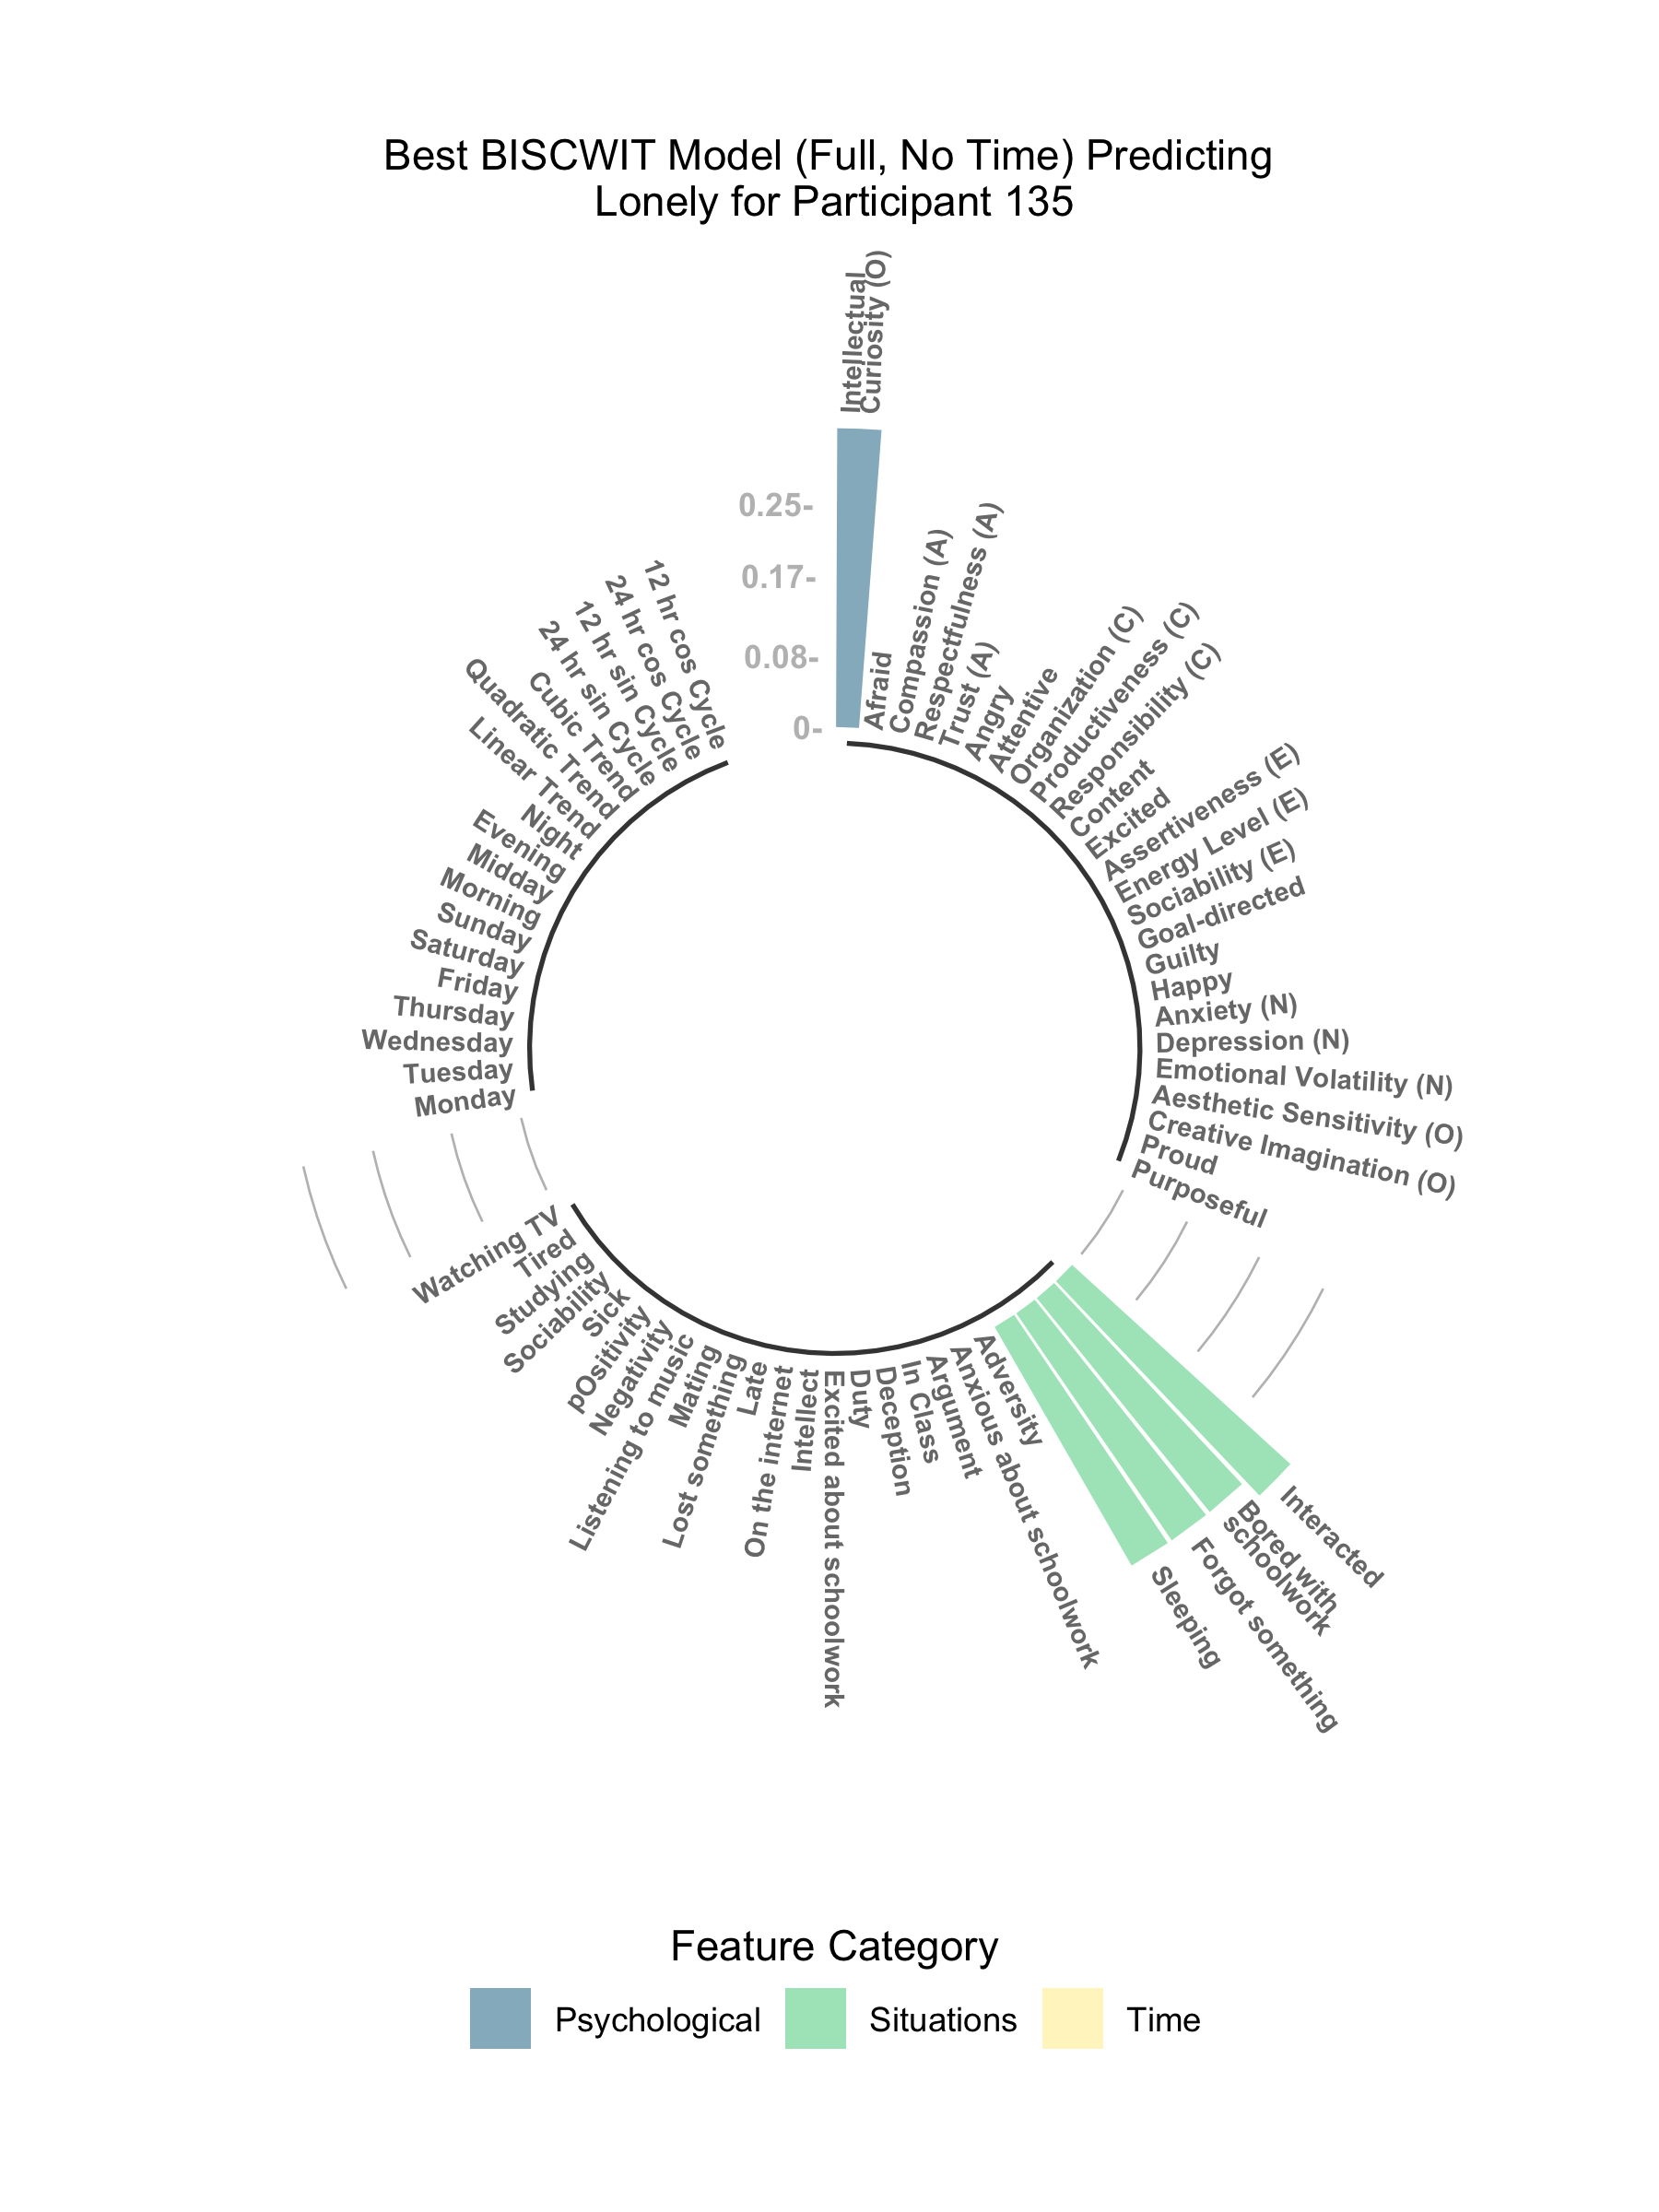 Best BISCWIT Model (Full, No Time) Predicting
Lonely for Participant 135
Intellectual
Curiosity (O)
0.25-
0.17-
0.08-
0-
Afraid
Compassion (A)
Respectfulness (A)
Trust (A)
Angry
Attentive
Organization (C)
Productiveness (C)
Responsibility (C)
Content
Excited
Assertiveness (E)
Energy Level (E)
Sociability (E)
Goal-directed
Guilty
Happy
Anxiety (N)
Depression (N)
Emotional Volatility (N)
Aesthetic Sensitivity (O)
Creative Imagination (O)
Proud
Purposeful
Interacted
Bored with
schoolwork
Forgot something
Sleeping
Adversity
Anxious about schoolwork
Argument
In Class
Deception
Duty
Excited about schoolwork
Intellect
On the internet
Late
Lost something
Mating
Listening to music
Negativity
pOsitivity
Sick
Sociability
Studying
Tired
Watching TV
Monday
Tuesday
Wednesday
Thursday
Friday
Saturday
Sunday
Morning
Midday
Evening
Night
Linear Trend
Quadratic Trend
Cubic Trend
24 hr sin Cycle
12 hr sin Cycle
24 hr cos Cycle
12 hr cos Cycle
Feature Category
Psychological
Situations
Time